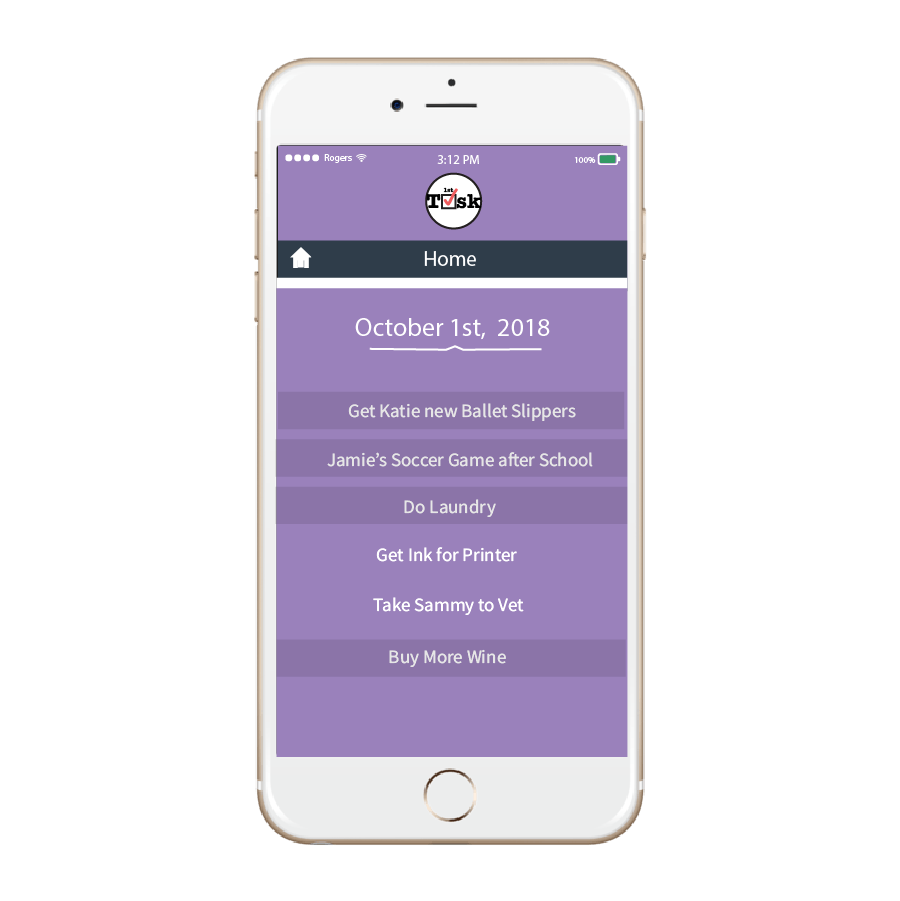 Rogers 3:12 PM 100%
1st
Task
Home
October 1st, 2018
Get Katie new Ballet Slippers
Jamie’s Soccer Game after School
Do Laundry
Get Ink for Printer
Take Sammy to Vet
Buy More Wine